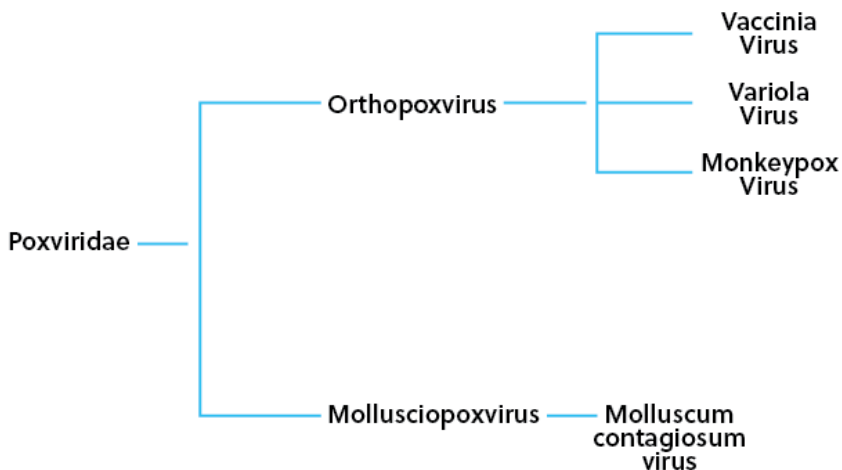 Vaccinia
Virus
Orthopoxvirus
Variola
Virus
Monkeypox
Virus
Poxviridae
Mollusciopoxvirus
Molluscum
contagiosum
virus